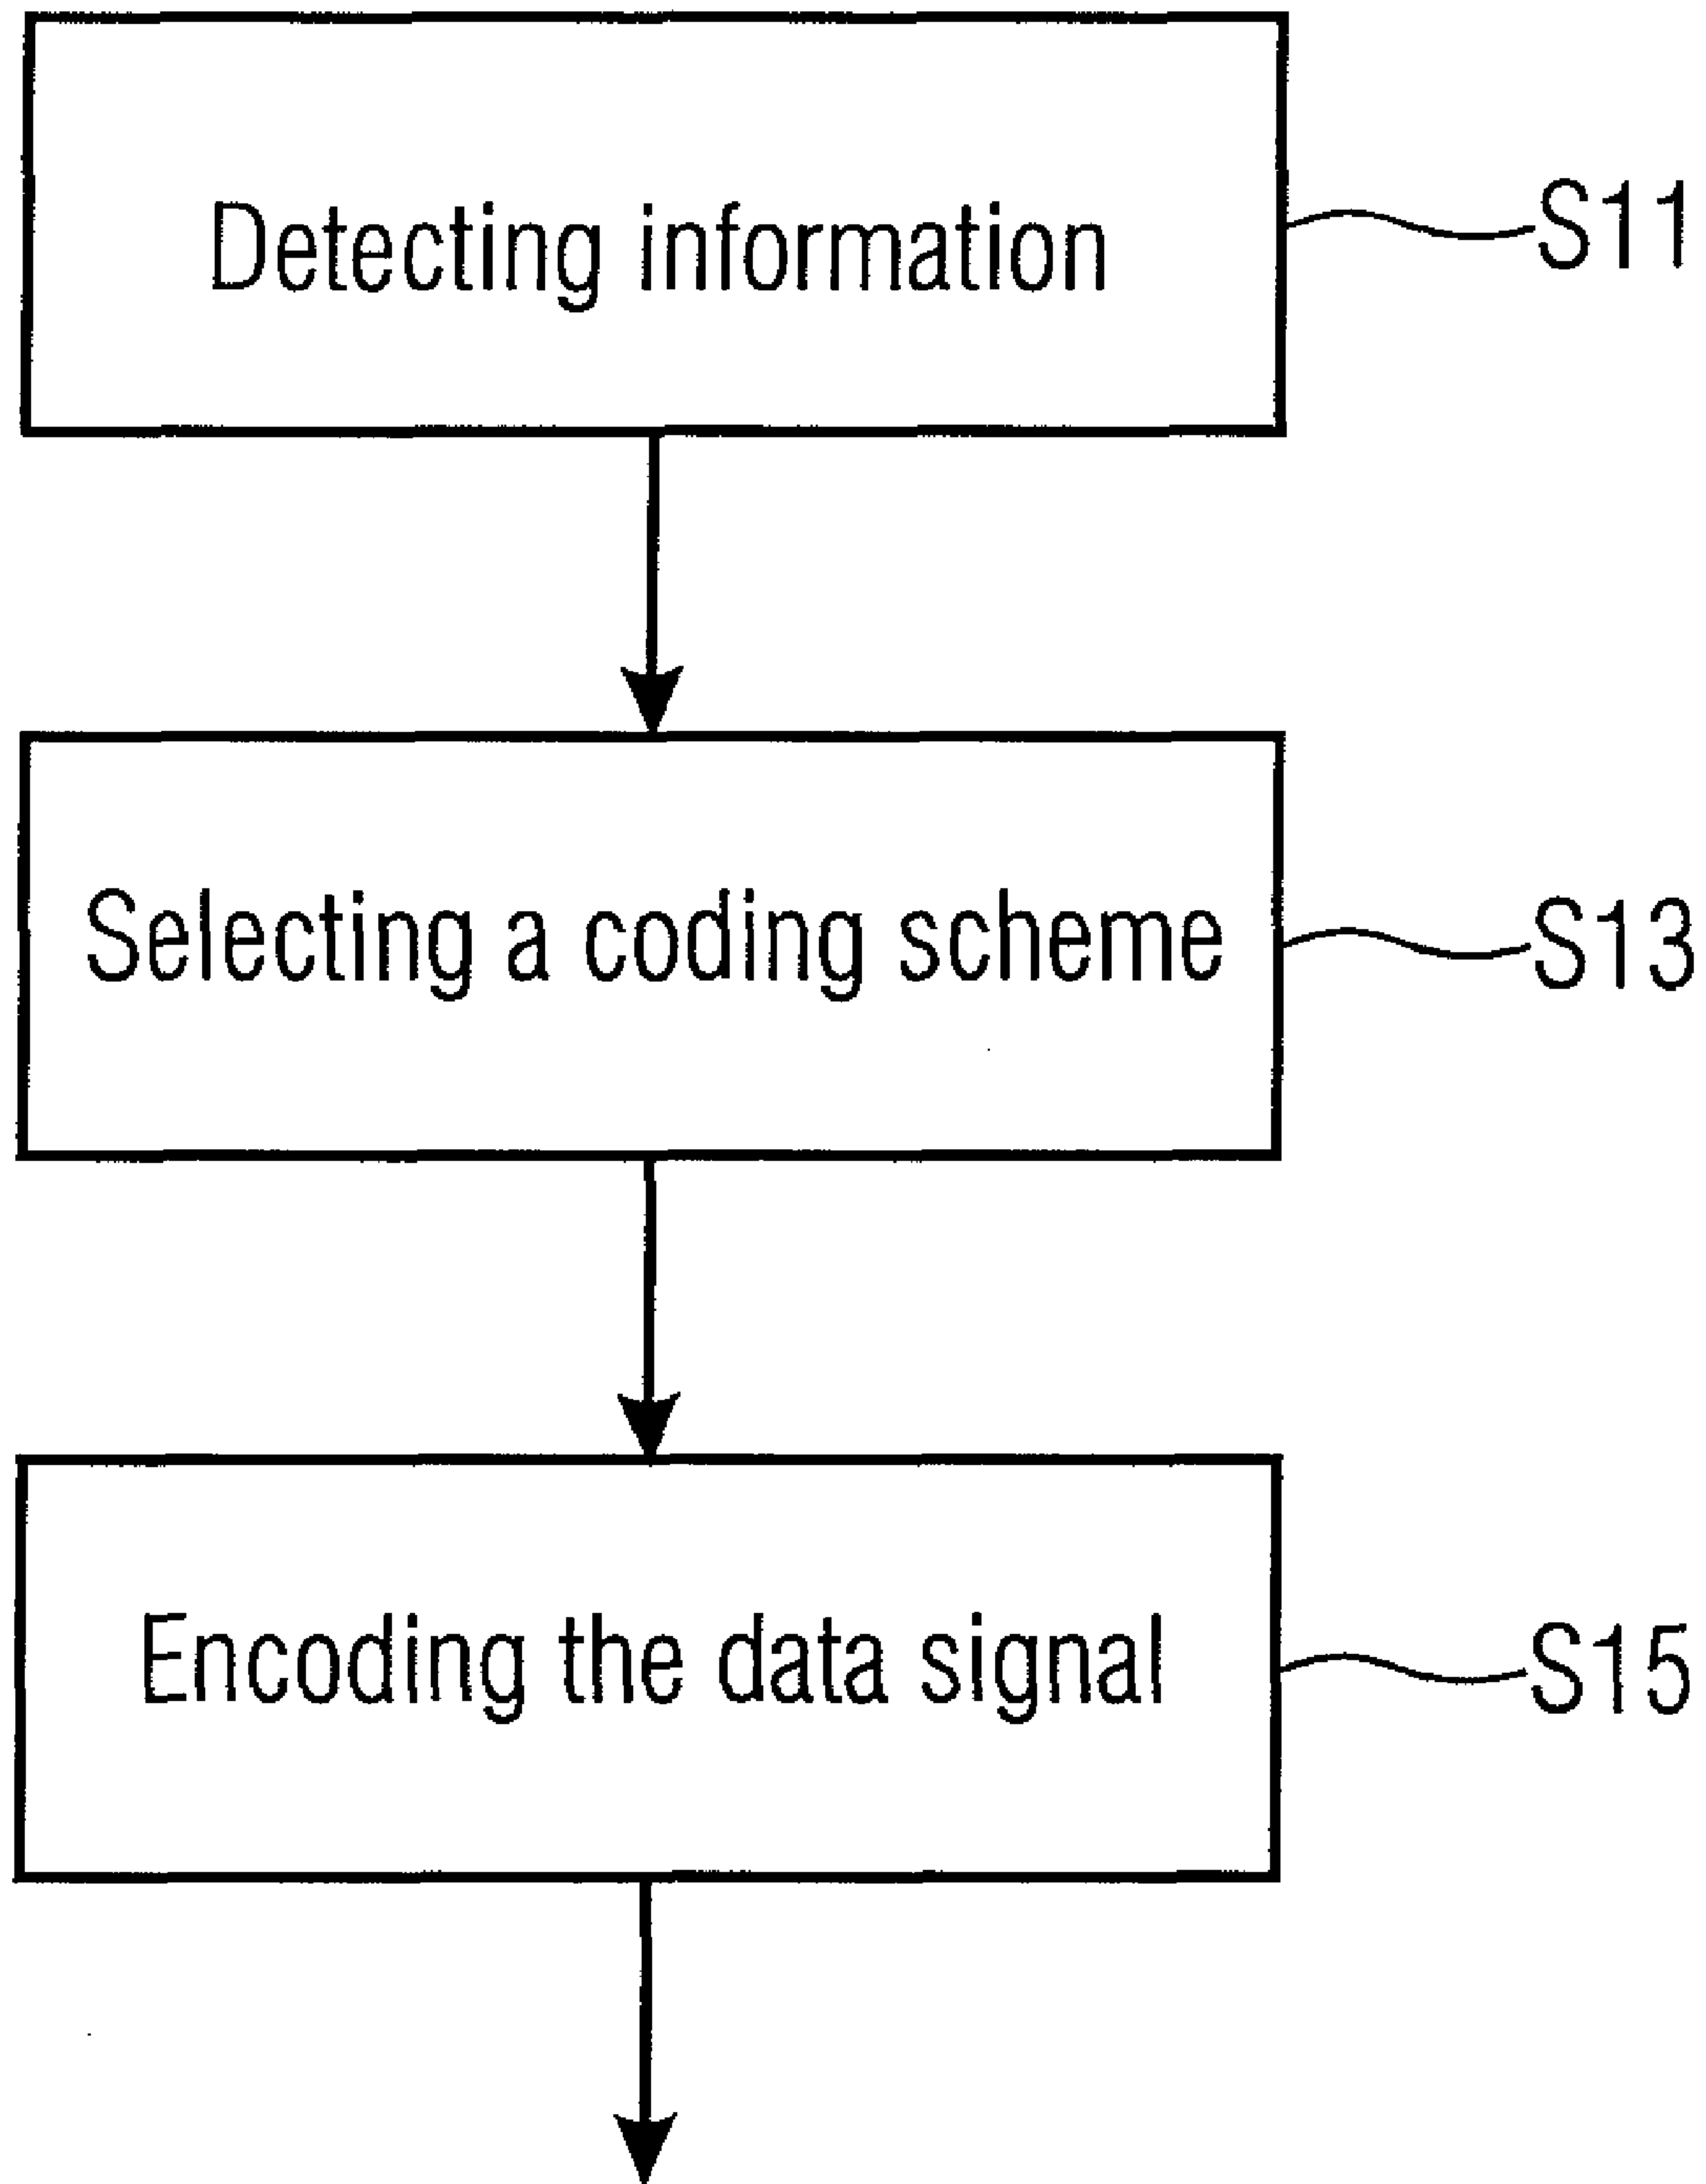 Detecting information
S11
Selecting a coding scheme
S13
Encoding the data signal
S15